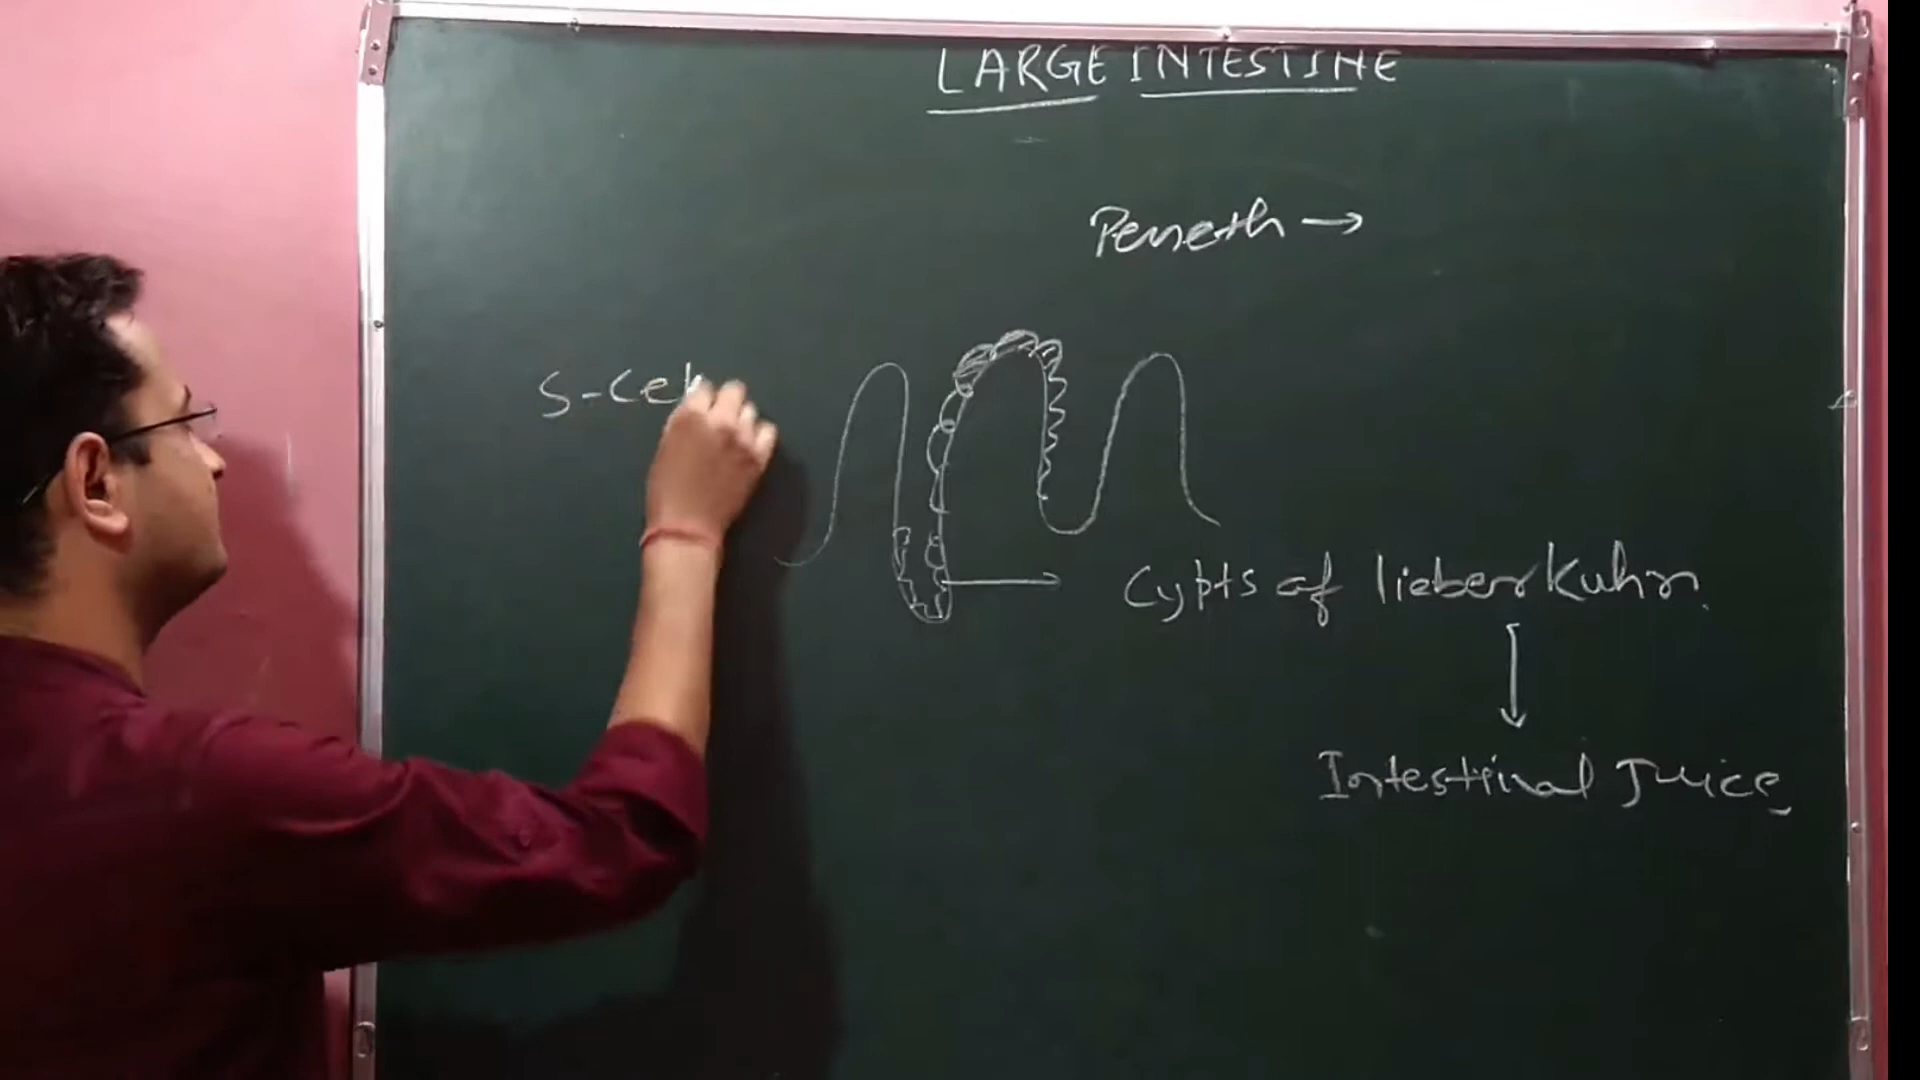 LARGE INTESTINE
Peneth →
S-Cel
Cypts of lieberkuhn
Intestinal Juice